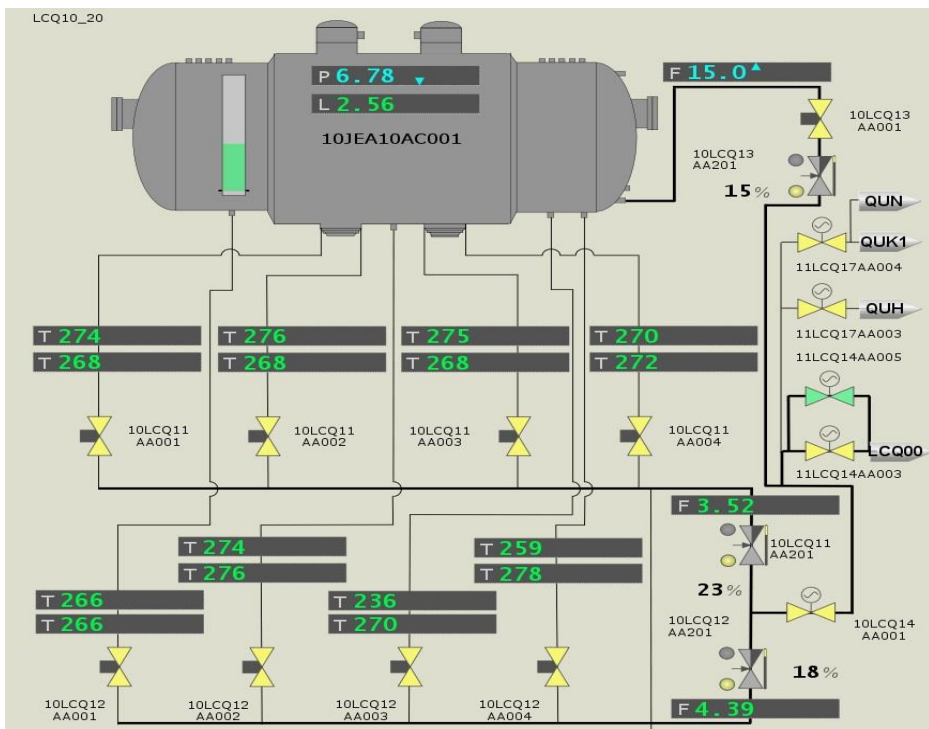 LCQ10_20
P 6.78
F 15.0
L 2.56
10JEA10AC001
10LCQ13
AA001
10LCQ13
AA201
15 %
QUN
QUK1
11LCQ17AA004
QUH
11LCQ17AA003
T 274
T 268
T 276
T 268
T 275
T 268
T 270
T 272
11LCQ14AA005
10LCQ11
AA001
10LCQ11
AA002
10LCQ11
AA003
10LCQ11
AA004
LCQ00
11LCQ14AA003
F 3.52
10LCQ11
AA201
23 %
T 274
T 276
T 259
T 278
T 266
T 266
T 236
T 270
10LCQ12
AA201
10LCQ14
AA001
18 %
10LCQ12
AA001
10LCQ12
AA002
10LCQ12
AA003
10LCQ12
AA004
F 4.39